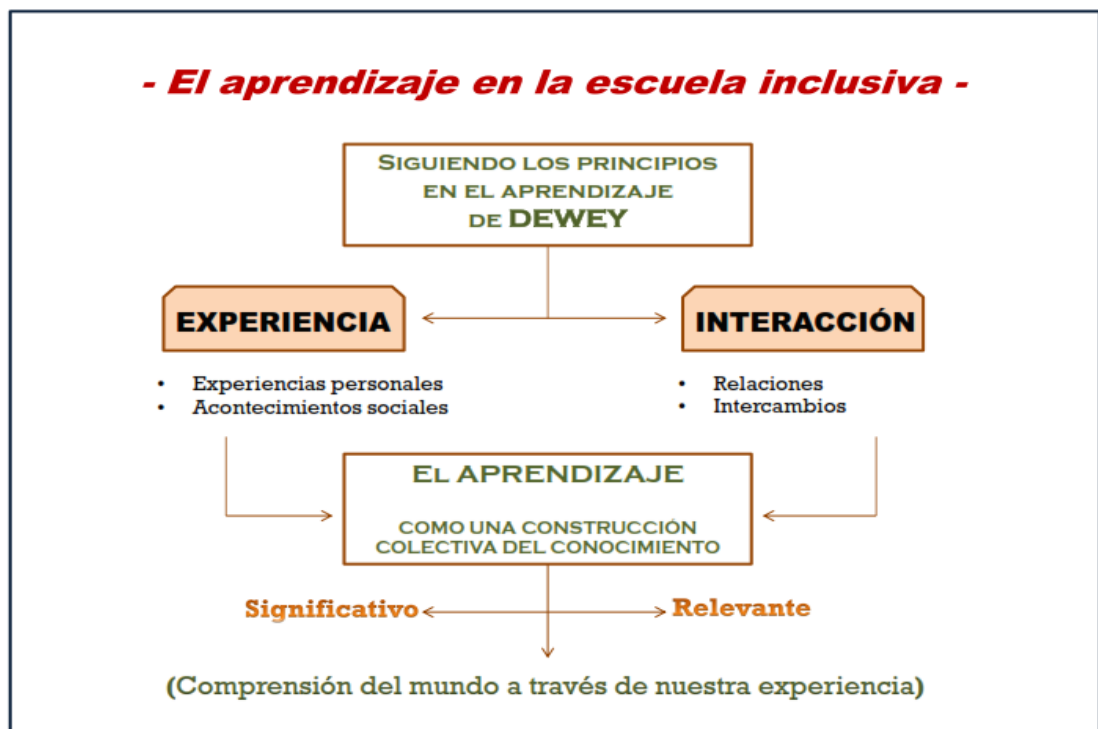 - El aprendizaje en la escuela inclusiva -
SIGUIENDO LOS PRINCIPIOS
EN EL APRENDIZAJE
DE DEWEY
EXPERIENCIA
INTERACCIÓN
• Experiencias personales
• Acontecimientos sociales
• Relaciones
• Intercambios
EL APRENDIZAJE
COMO UNA CONSTRUCCIÓN
COLECTIVA DEL CONOCIMIENTO
Significativo
Relevante
(Comprensión del mundo a través de nuestra experiencia)